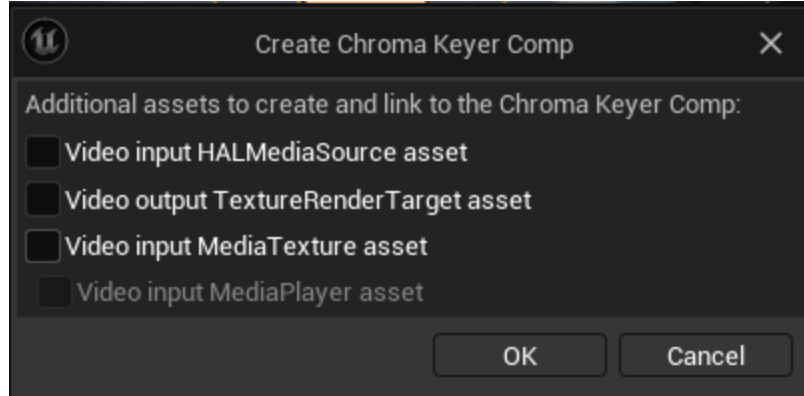 Create Chroma Keyer Comp
Additional assets to create and link to the Chroma Keyer Comp:
Video input HALMediaSource asset
Video output TextureRenderTarget asset
Video input MediaTexture asset
Video input MediaPlayer asset
OK Cancel